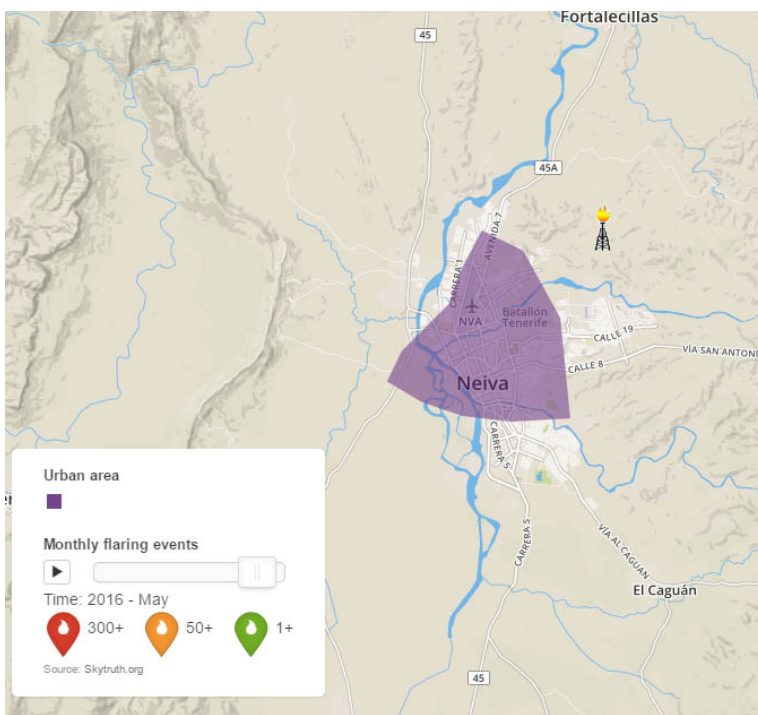 Fortalecillas
45
45A
AVENIDA 7
CARRERA 1
NVA
Batallón
Tenerife
CALLE 19
VÍA SAN ANTONI
CALLE 8
Neiva
CARRERA 5
CARRERA 5
VÍA AL CAGUAN
El Caguán
45
Urban area
Monthly flaring events
Time: 2016 - May
300+ 50+ 1+
Source: Skytruth.org